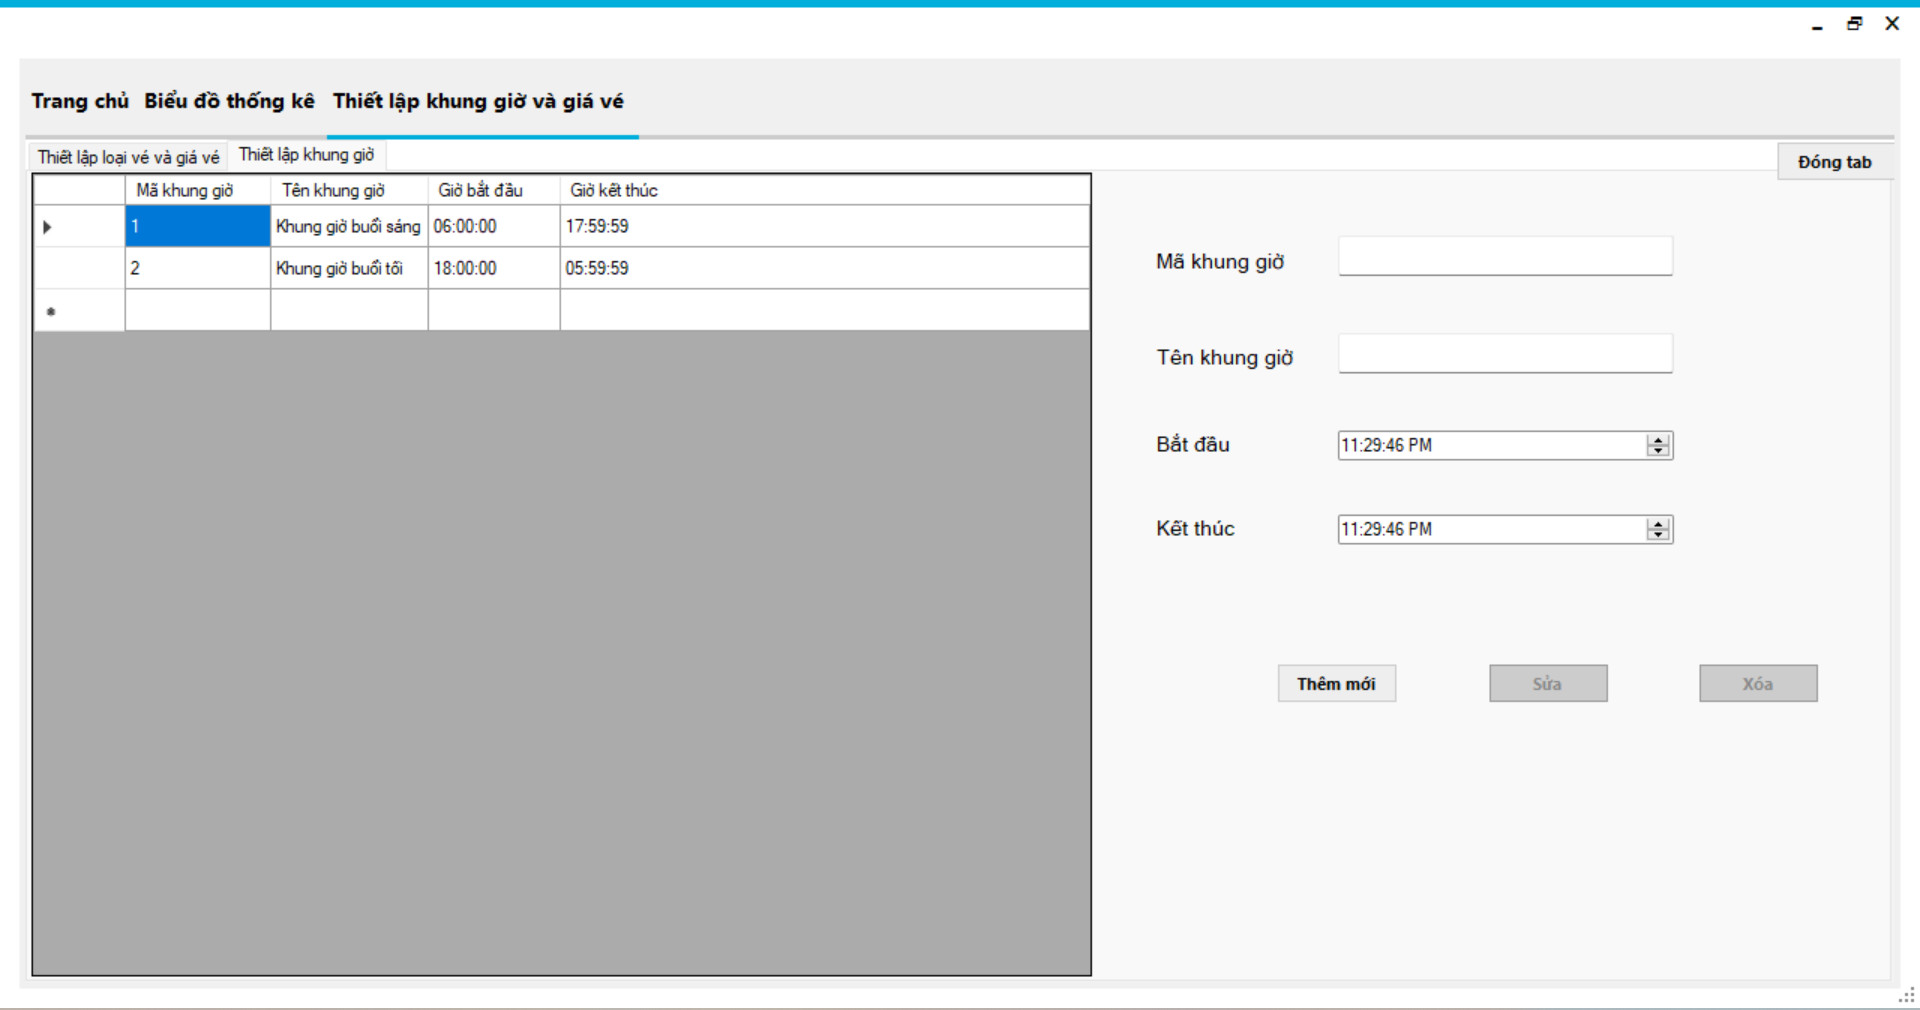 Trang chủ Biểu đồ thống kê Thiết lập khung giờ và giá vé
Thiết lập loại vé và giá vé Thiết lập khung giờ Đóng tab
Mã khung giờ Tên khung giờ Giờ bắt đầu Giờ kết thúc
1 Khung giờ buổi sáng 06:00:00 17:59:59
2 Khung giờ buổi tối 18:00:00 05:59:59
Mã khung giờ
Tên khung giờ
Bắt đầu 11:29:46 PM
Kết thúc 11:29:46 PM
Thêm mới Sửa Xóa